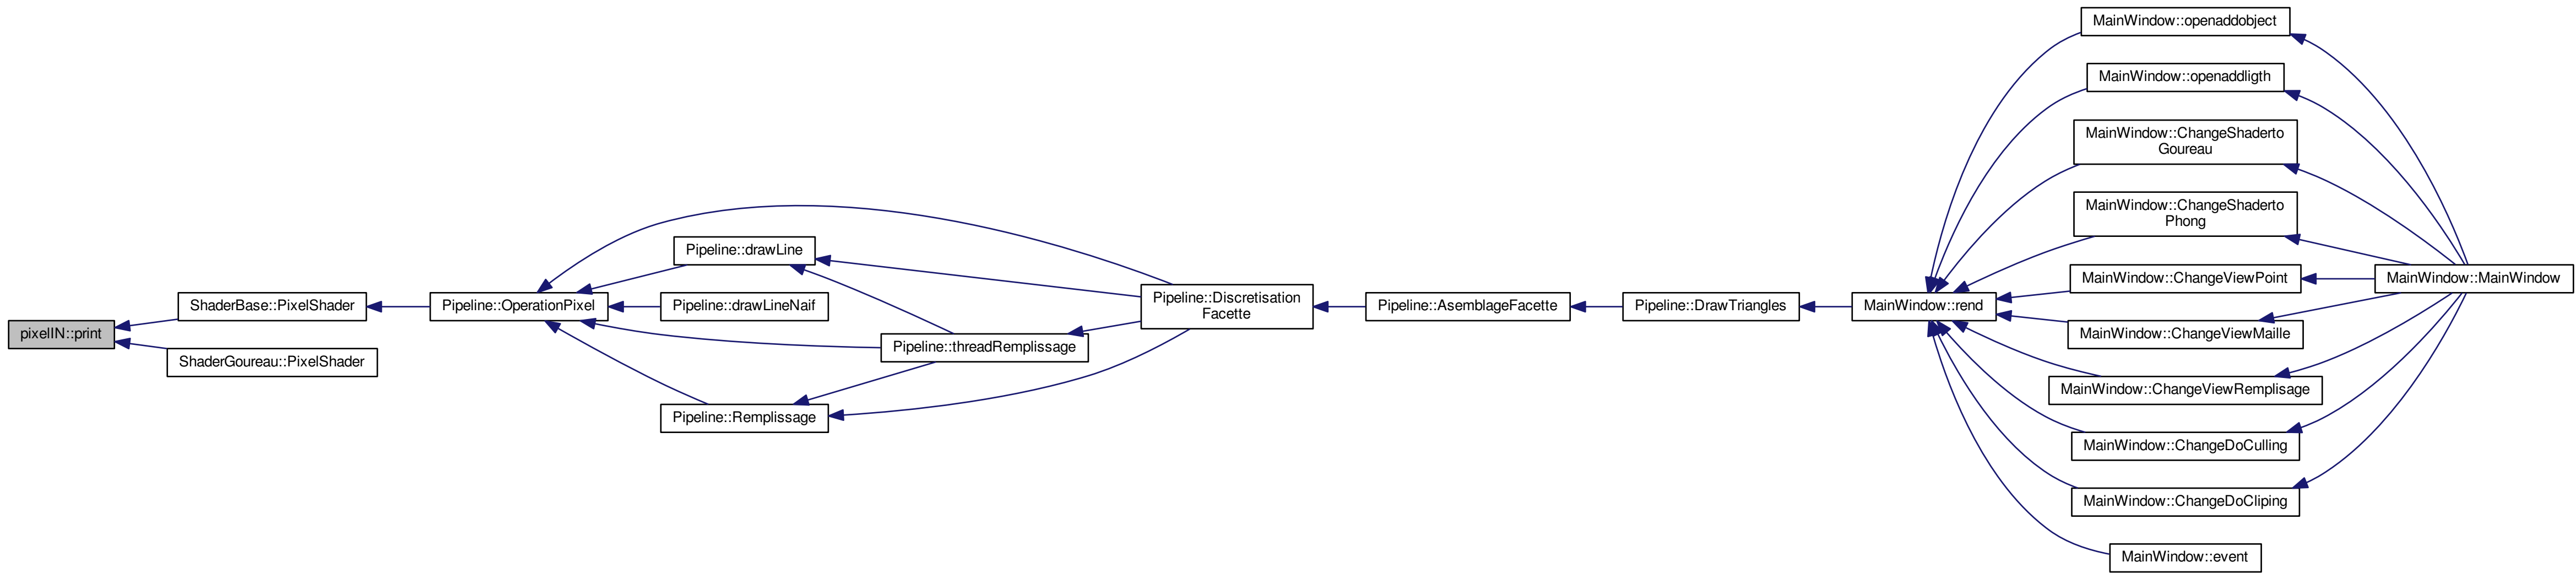 pixelIN::print
ShaderBase::PixelShader
ShaderGoureau::PixelShader
Pipeline::OperationPixel
Pipeline::drawLine
Pipeline::drawLineNaif
Pipeline::Remplissage
Pipeline::threadRemplissage
Pipeline::Discretisation
Facette
Pipeline::AsemblageFacette
Pipeline::DrawTriangles
MainWindow::rend
MainWindow::openaddobject
MainWindow::openaddligth
MainWindow::ChangeShaderto
Goureau
MainWindow::ChangeShaderto
Phong
MainWindow::ChangeViewPoint
MainWindow::ChangeViewMaille
MainWindow::ChangeViewRemplisage
MainWindow::ChangeDoCulling
MainWindow::ChangeDoCliping
MainWindow::event
MainWindow::MainWindow